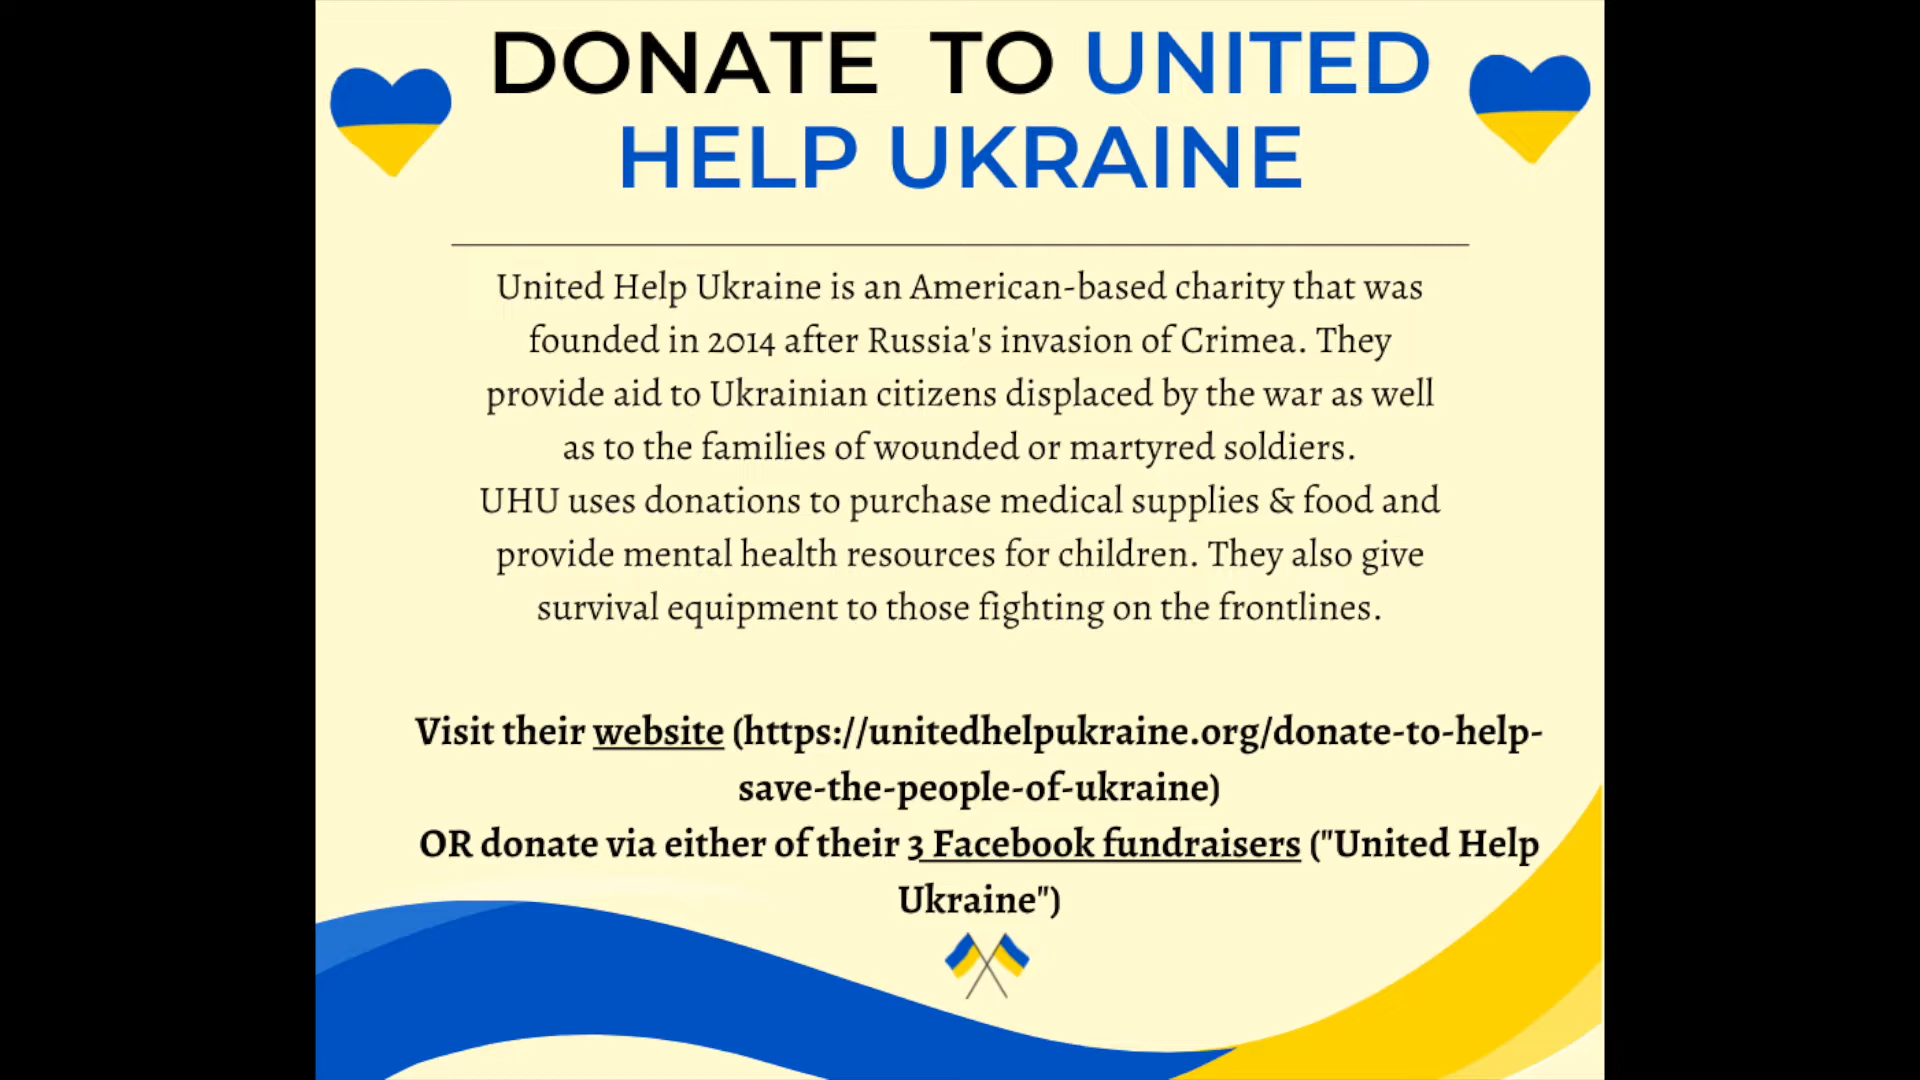 DONATE TO UNITED
HELP UKRAINE
United Help Ukraine is an American-based charity that was
founded in 2014 after Russia's invasion of Crimea. They
provide aid to Ukrainian citizens displaced by the war as well
as to the families of wounded or martyred soldiers.
UHU uses donations to purchase medical supplies & food and
provide mental health resources for children. They also give
survival equipment to those fighting on the frontlines.
Visit their website (https://unitedhelpukraine.org/donate-to-help-
save-the-people-of-ukraine)
OR donate via either of their 3 Facebook fundraisers ("United Help
Ukraine")